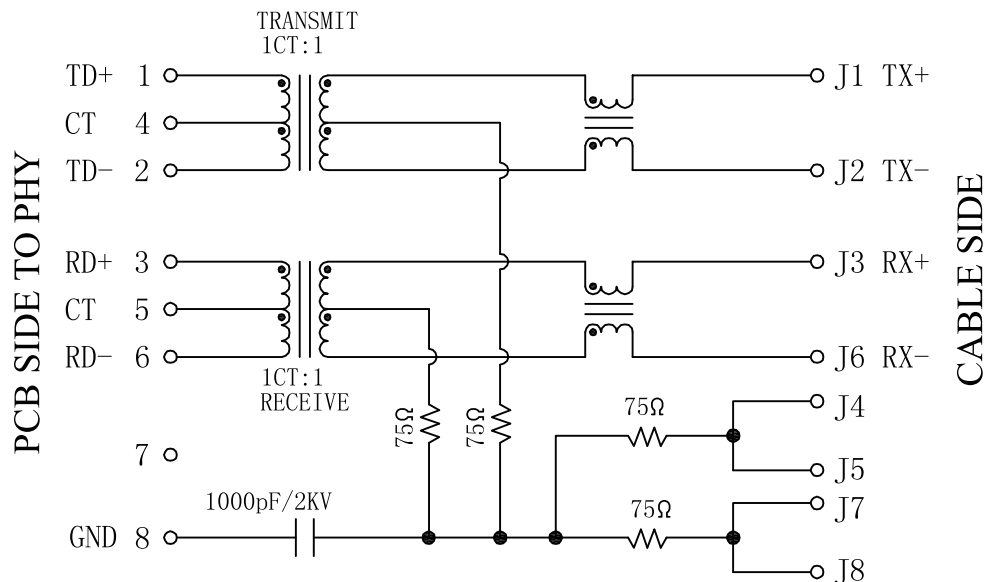 TRANSMIT
1CT:1
TD+ 1
J1 TX+
CT 4
TD- 2
J2 TX-
PCB SIDE TO PHY
CABLE SIDE
RD+ 3
J3 RX+
CT 5
RD- 6
J6 RX-
1CT:1
RECEIVE
75Ω
75Ω
75Ω
J4
7
J5
1000pF/2KV
75Ω
J7
GND 8
J8